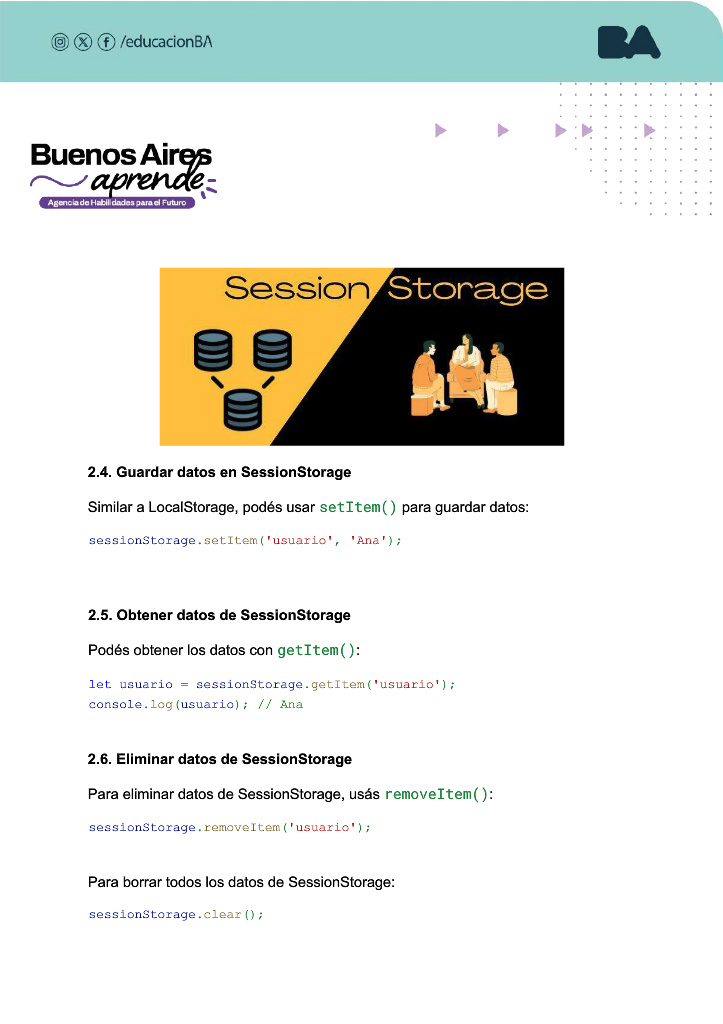 /educacionBA
BA
Buenos Aires
aprende
Agencia de Habilidades para el Futuro
Session Storage
2.4. Guardar datos en SessionStorage
Similar a LocalStorage, podés usar setItem() para guardar datos:
sessionStorage.setItem('usuario', 'Ana');
2.5. Obtener datos de SessionStorage
Podés obtener los datos con getItem():
let usuario = sessionStorage.getItem('usuario');
console.log(usuario); // Ana
2.6. Eliminar datos de SessionStorage
Para eliminar datos de SessionStorage, usás removeItem():
sessionStorage.removeItem('usuario');
Para borrar todos los datos de SessionStorage:
sessionStorage.clear();